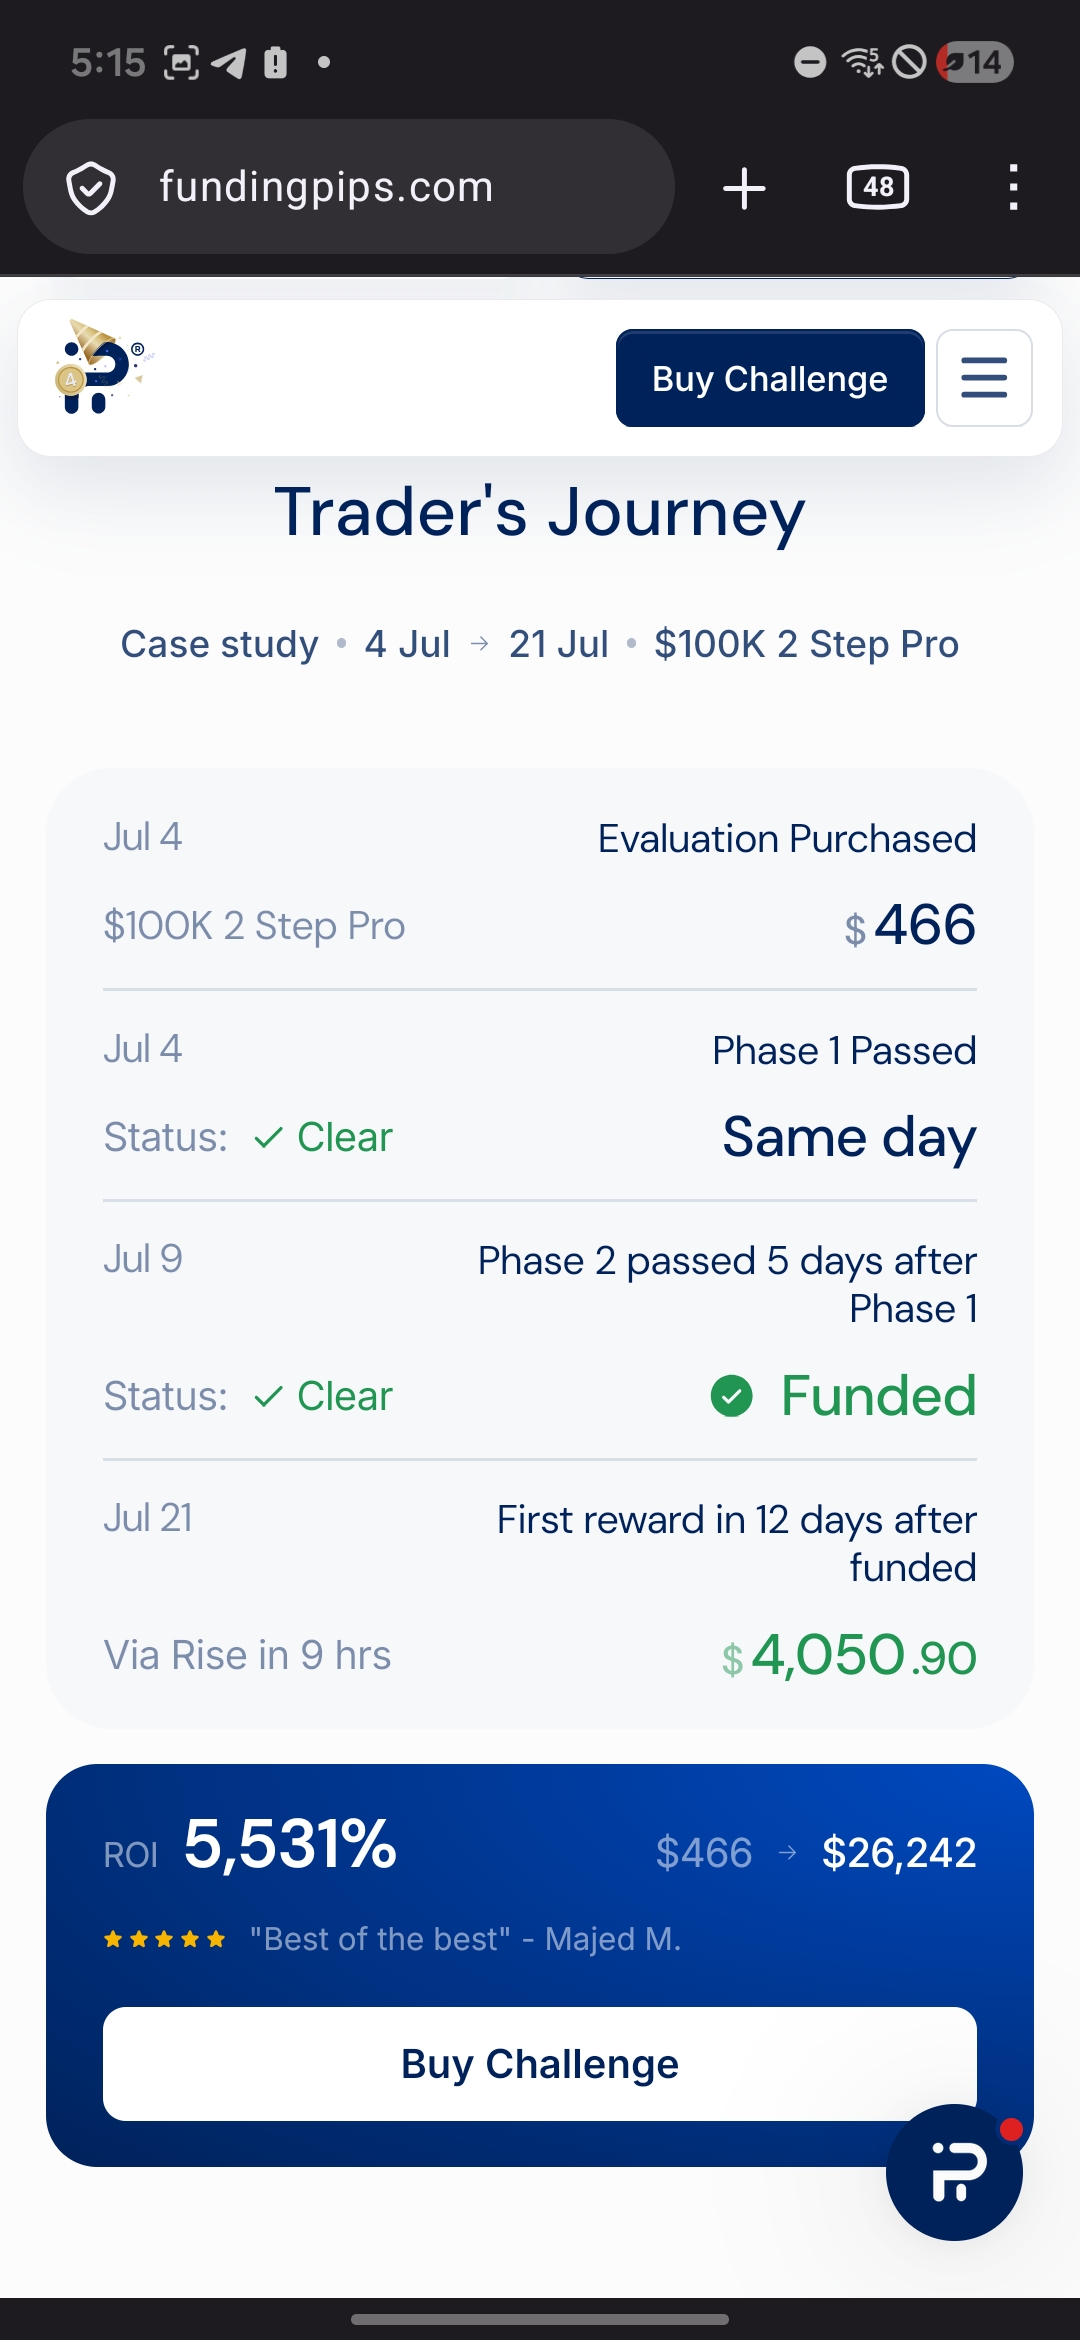 5:15
5
14
fundingpips.com
48
4
®
Buy Challenge
Trader's Journey
Case study • 4 Jul → 21 Jul • $100K 2 Step Pro
Jul 4
Evaluation Purchased
$100K 2 Step Pro
$466
Jul 4
Phase 1 Passed
Status: ✓ Clear
Same day
Jul 9
Phase 2 passed 5 days after
Phase 1
Status: ✓ Clear
Funded
Jul 21
First reward in 12 days after
funded
Via Rise in 9 hrs
$4,050.90
ROI 5,531%
$466 → $26,242
★★★★★ "Best of the best" - Majed M.
Buy Challenge